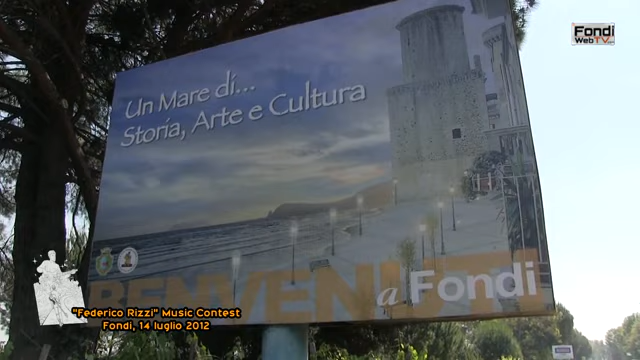 Fondi
WebTV
Un Mare di...
Storia, Arte e Cultura
BENVENUTI
a Fondi
"Federico Rizzi" Music Contest
Fondi, 14 luglio 2012